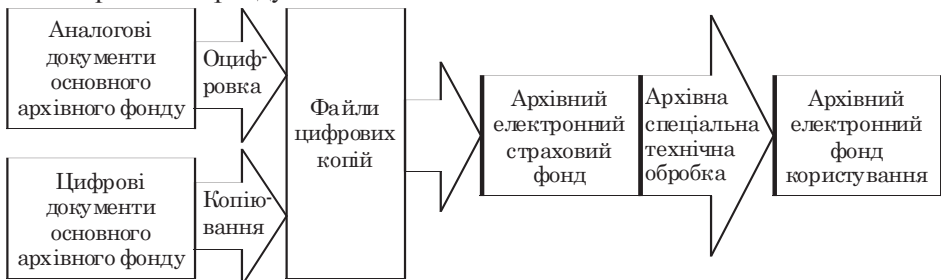 Аналогові
документи
основного
архівного фонду
Оциф-
ровка
Цифрові
документи
основного
архівного фонду
Копію-
вання
Файли
цифрових
копій
Архівний
електронний
страховий
фонд
Архівна
спеціальна
технічна
обробка
Архівний
електронний
фонд
користування